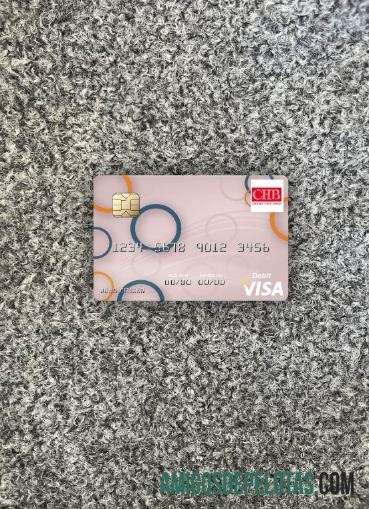 CHB
1234 5678 9012 3456
Debit
00/00 00/00
VISA
AMIGOSDEPELOTAS.COM